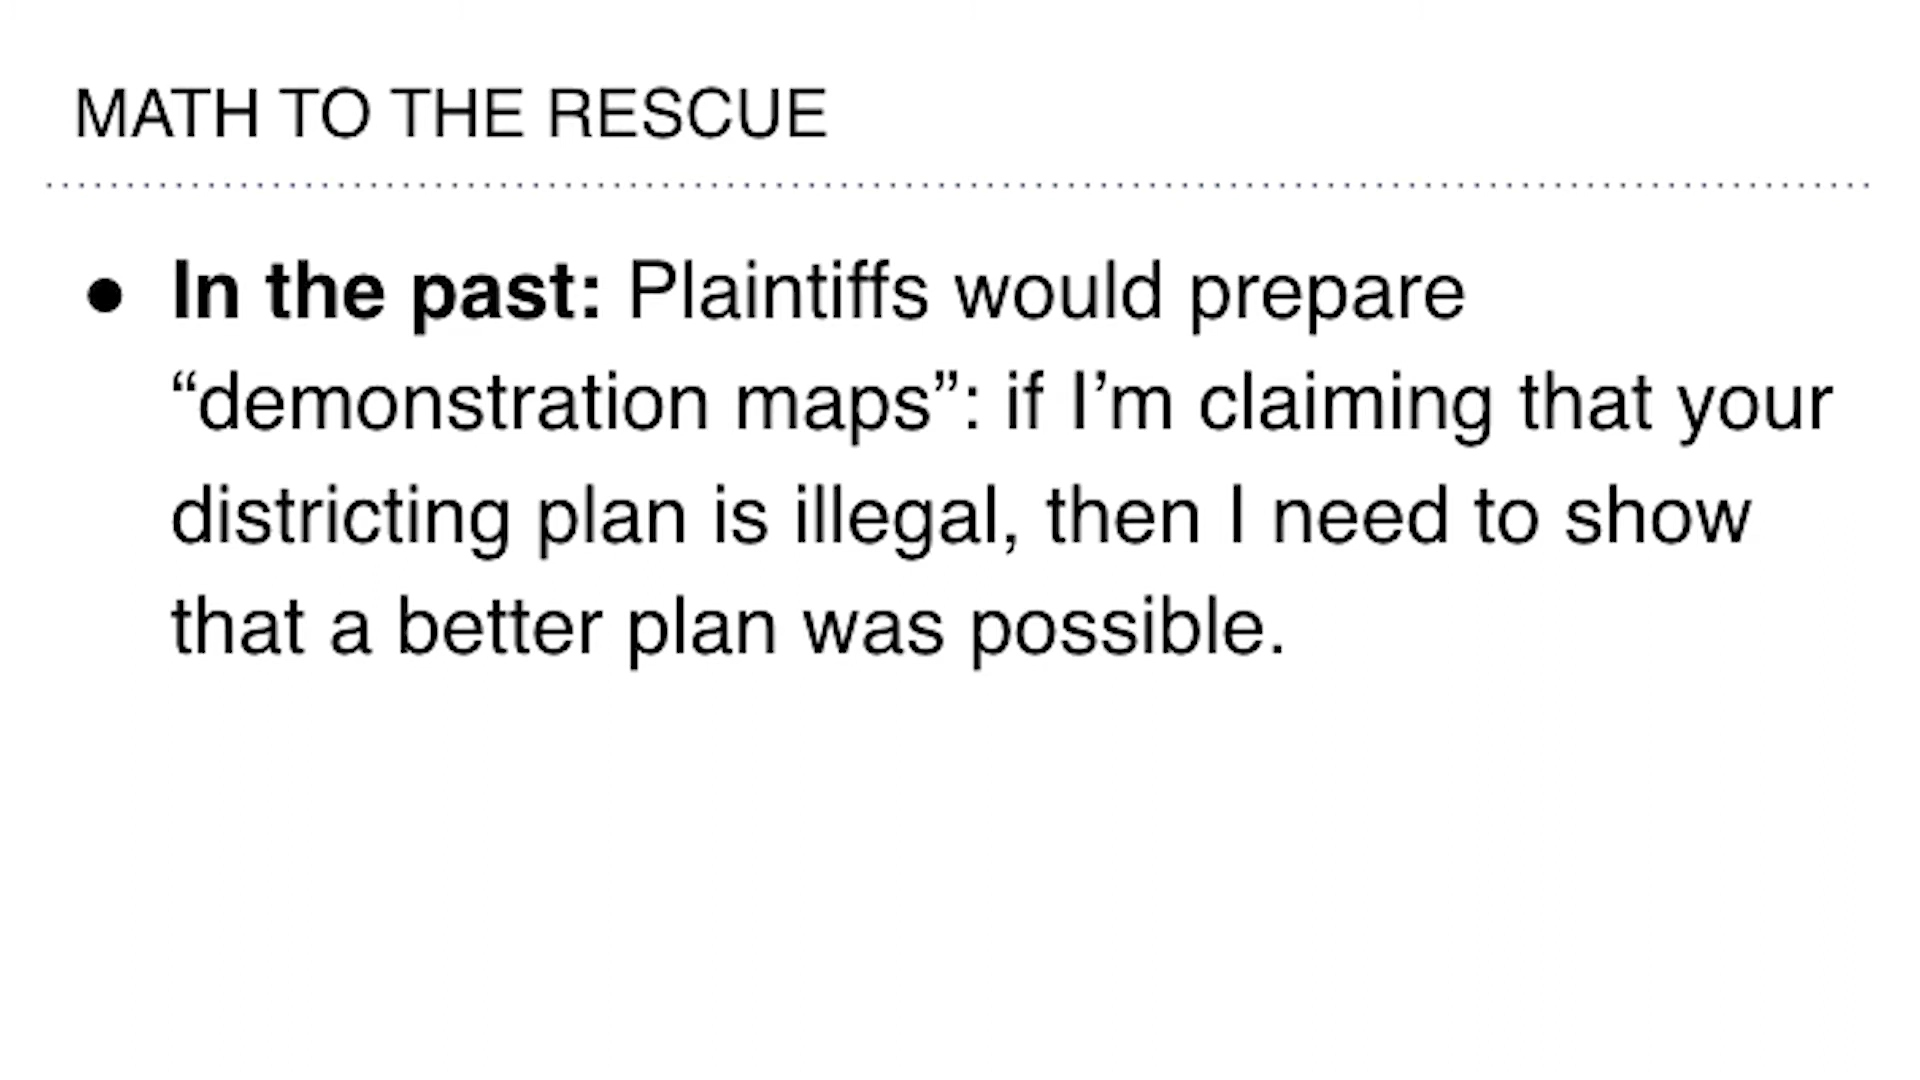 MATH TO THE RESCUE
● In the past: Plaintiffs would prepare
“demonstration maps”: if I’m claiming that your
districting plan is illegal, then I need to show
that a better plan was possible.